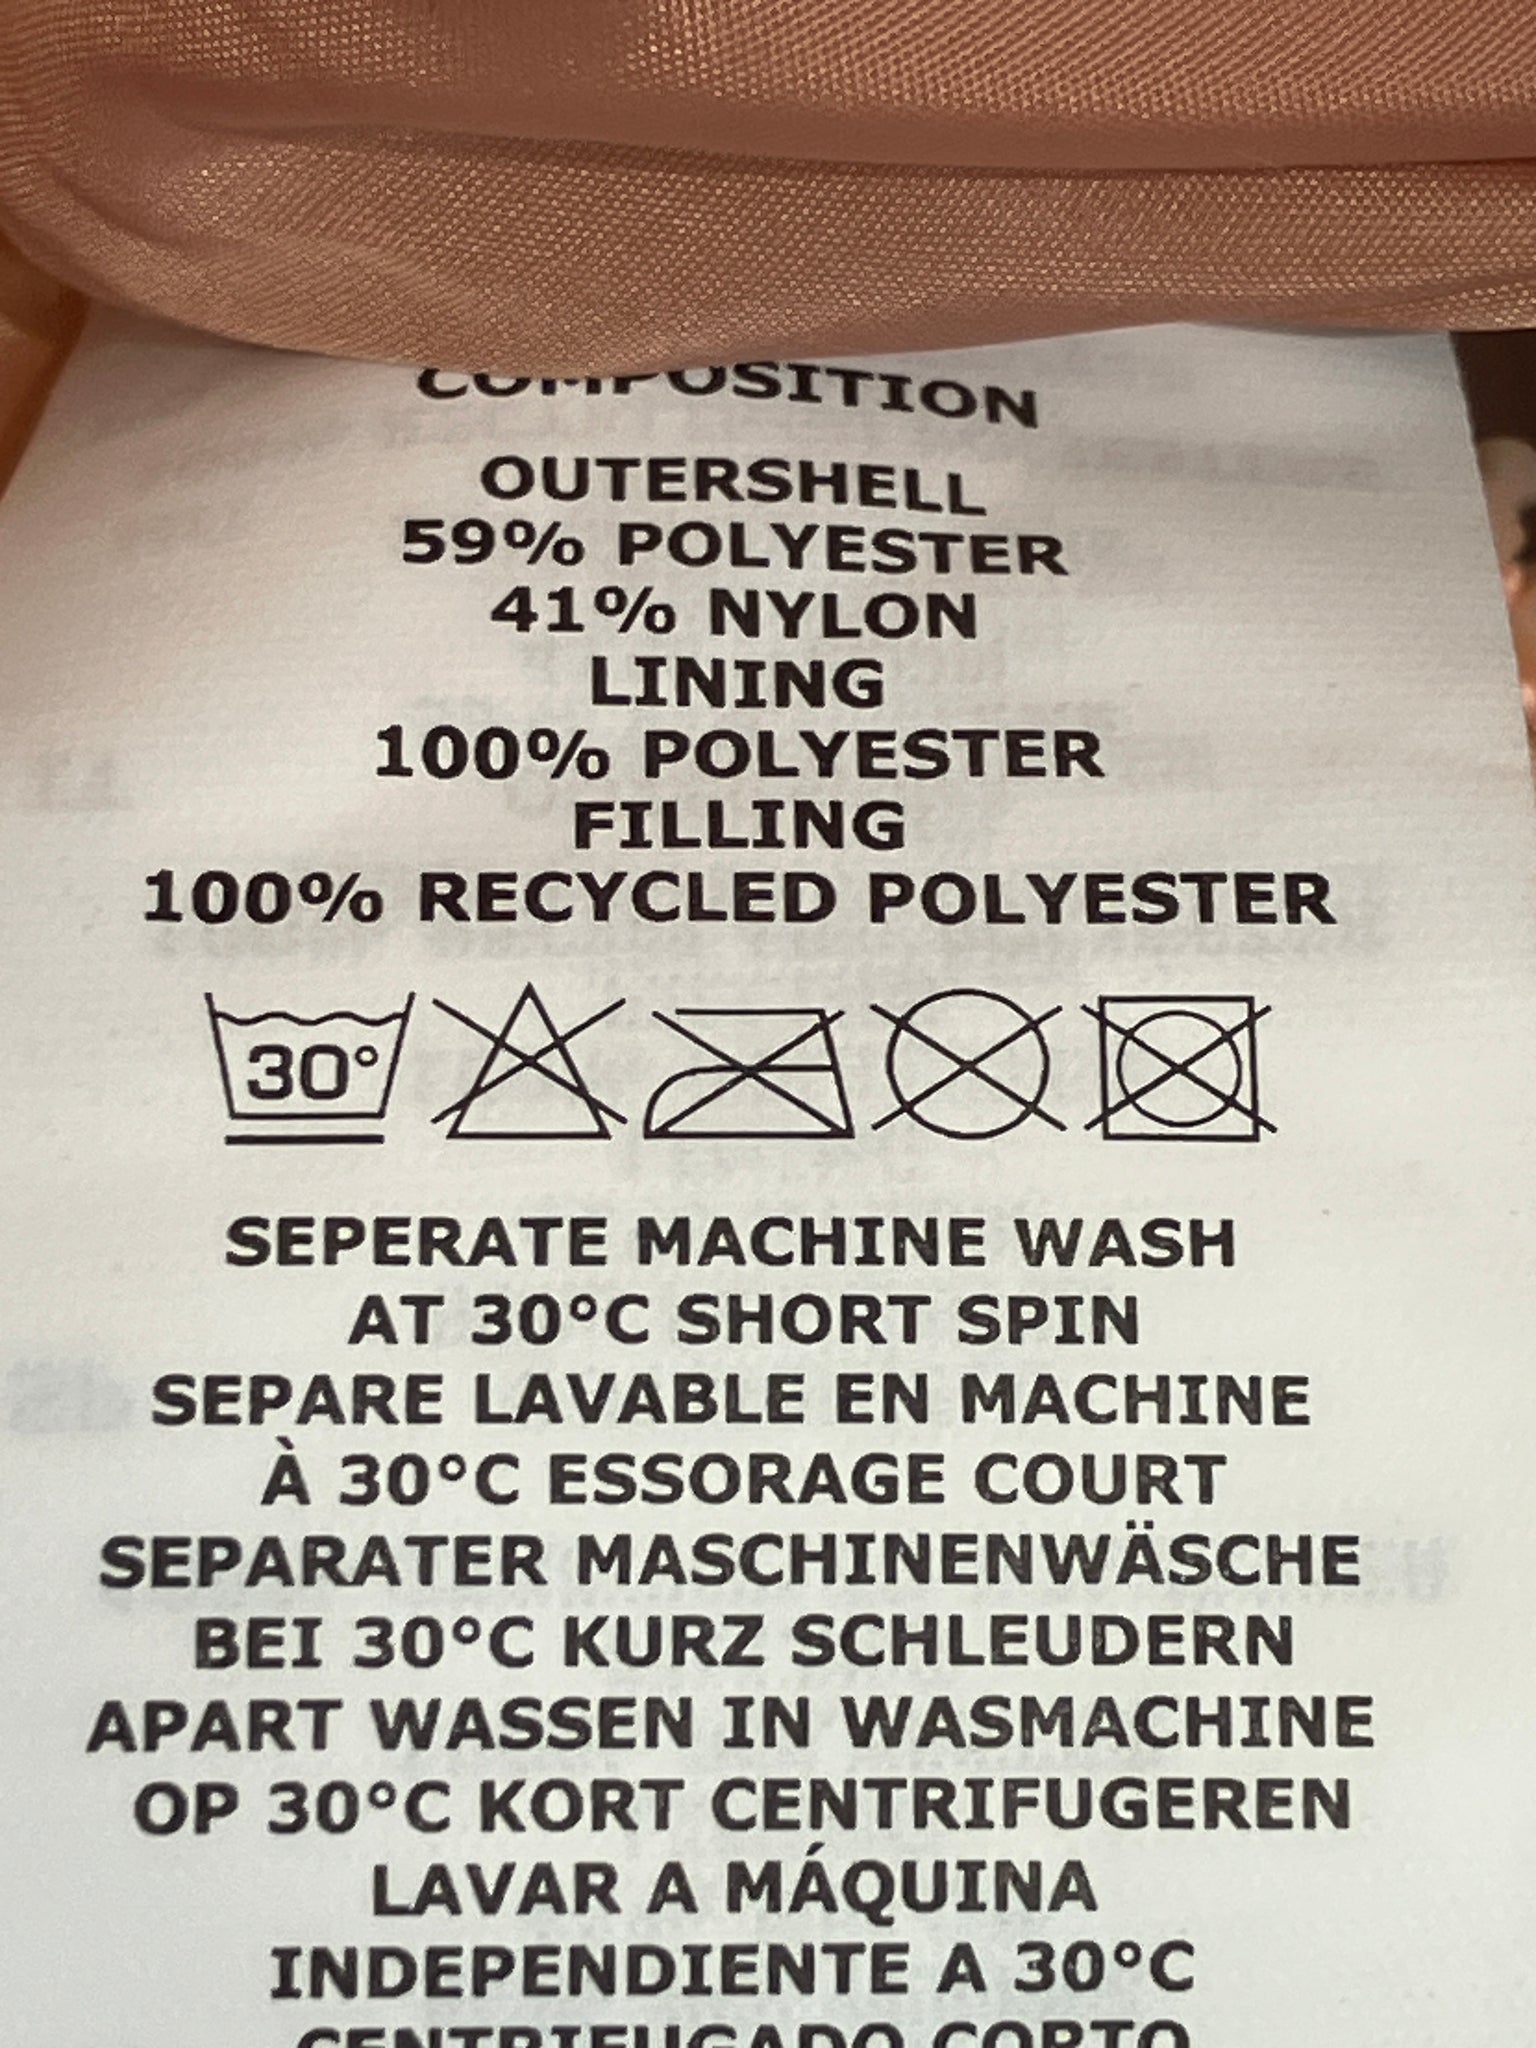 COMPOSITION
OUTERSHELL
59% POLYESTER
41% NYLON
LINING
100% POLYESTER
FILLING
100% RECYCLED POLYESTER
30°
SEPERATE MACHINE WASH
AT 30°C SHORT SPIN
SEPARE LAVABLE EN MACHINE
À 30°C ESSORAGE COURT
SEPARATER MASCHINENWÄSCHE
BEI 30°C KURZ SCHLEUDERN
APART WASSEN IN WASMACHINE
OP 30°C KORT CENTRIFUGEREN
LAVAR A MÁQUINA
INDEPENDIENTE A 30°C
CENTRIFUGADO CORTO